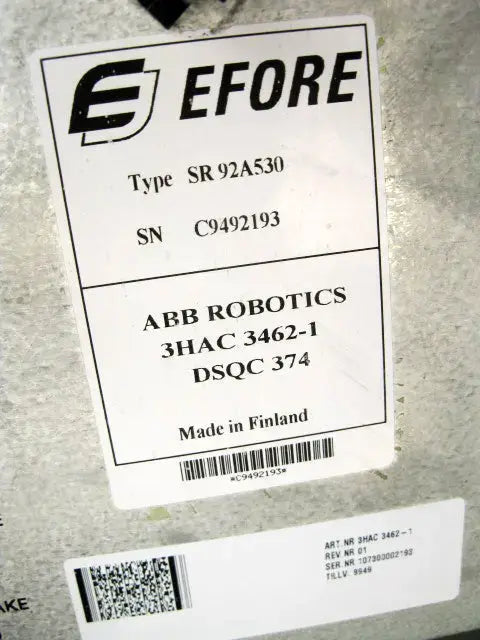 EFORE
Type SR 92A530
SN C9492193
ABB ROBOTICS
3HAC 3462-1
DSQC 374
Made in Finland
*C9492193*
ART.NR 3HAC 3462-1
REV.NR 01
SER.NR 107300002193
TILLV. 9949
AKE